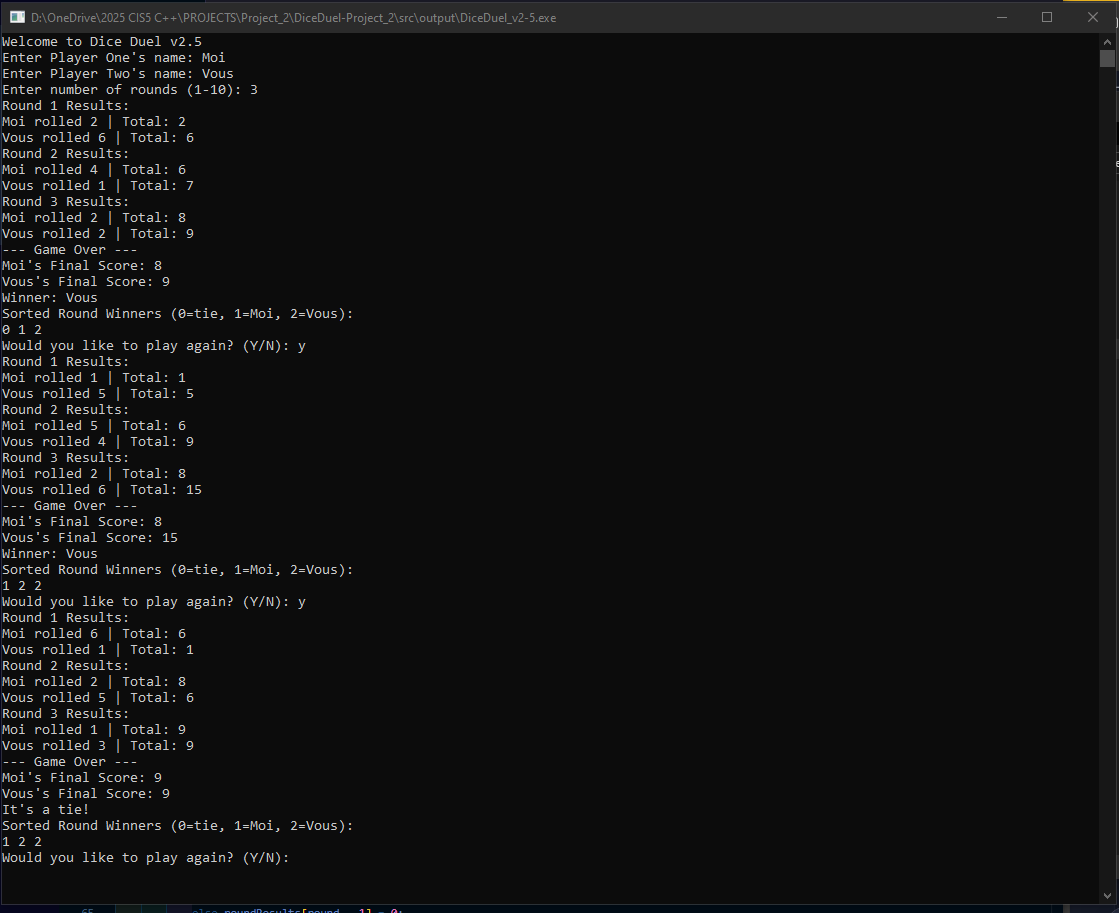 D:\OneDrive\2025 CIS5 C++\PROJECTS\Project_2\DiceDuel-Project_2\src\output\DiceDuel_v2-5.exe
Welcome to Dice Duel v2.5
Enter Player One's name: Moi
Enter Player Two's name: Vous
Enter number of rounds (1-10): 3
Round 1 Results:
Moi rolled 2 | Total: 2
Vous rolled 6 | Total: 6
Round 2 Results:
Moi rolled 4 | Total: 6
Vous rolled 1 | Total: 7
Round 3 Results:
Moi rolled 2 | Total: 8
Vous rolled 2 | Total: 9
--- Game Over ---
Moi's Final Score: 8
Vous's Final Score: 9
Winner: Vous
Sorted Round Winners (0=tie, 1=Moi, 2=Vous):
0 1 2
Would you like to play again? (Y/N): y
Round 1 Results:
Moi rolled 1 | Total: 1
Vous rolled 5 | Total: 5
Round 2 Results:
Moi rolled 5 | Total: 6
Vous rolled 4 | Total: 9
Round 3 Results:
Moi rolled 2 | Total: 8
Vous rolled 6 | Total: 15
--- Game Over ---
Moi's Final Score: 8
Vous's Final Score: 15
Winner: Vous
Sorted Round Winners (0=tie, 1=Moi, 2=Vous):
1 2 2
Would you like to play again? (Y/N): y
Round 1 Results:
Moi rolled 6 | Total: 6
Vous rolled 1 | Total: 1
Round 2 Results:
Moi rolled 2 | Total: 8
Vous rolled 5 | Total: 6
Round 3 Results:
Moi rolled 1 | Total: 9
Vous rolled 3 | Total: 9
--- Game Over ---
Moi's Final Score: 9
Vous's Final Score: 9
It's a tie!
Sorted Round Winners (0=tie, 1=Moi, 2=Vous):
1 2 2
Would you like to play again? (Y/N):